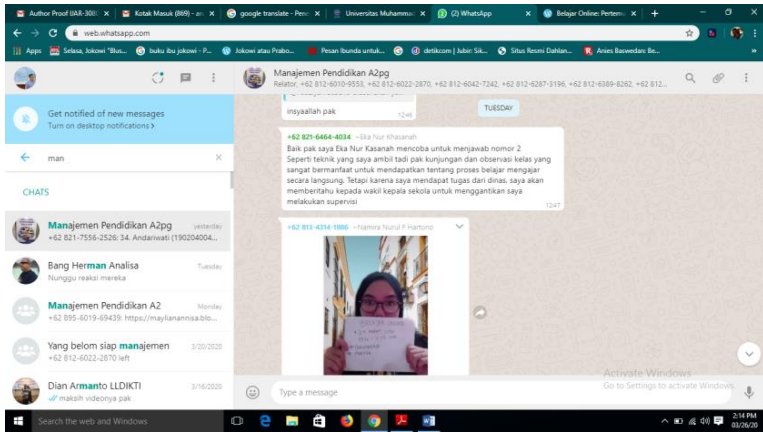 Author Proof IJAR-308
Kotak Masuk (869) - an
google translate - Pene
Universitas Muhammad
(2) WhatsApp
Belajar Online: Pertem
web.whatsapp.com
Apps
Selasa, Jokowi "Blus...
buku ibu jokowi - P...
Jokowi atau Prabo...
Pesan Ibunda untuk...
detikcom | Jubir: Sik...
Situs Resmi Dahlan...
Anies Baswedan: Be...
Get notified of new messages
Turn on desktop notifications >
man
CHATS
Manajemen Pendidikan A2pg
yesterday
+62 821-7556-2526: 34. Andariwati (190204004...
Bang Herman Analisa
Tuesday
Nunggu reaksi mereka
Manajemen Pendidikan A2
Monday
+62 895-6019-69439: https://maylianannisa.blo...
Yang belom siap manajemen
3/20/2020
+62 812-6022-2870 left
Dian Armanto LLDIKTI
3/16/2020
maksih videonya pak
Manajemen Pendidikan A2pg
Relator, +62 812-6010-9553, +62 812-6022-2870, +62 812-6042-7242, +62 812-6287-3196, +62 812-6389-8262, +62 812...
insyaallah pak
12:46
TUESDAY
+62 821-6464-4034 ~Eka Nur Khasanah
Baik pak saya Eka Nur Kasanah mencoba untuk menjawab nomor 2
Seperti teknik yang saya ambil tadi pak kunjungan dan observasi kelas yang
sangat bermanfaat untuk mendapatkan tentang proses belajar mengajar
secara langsung. Tetapi karena saya mendapat tugas dari dinas, saya akan
memberitahu kepada wakil kepala sekola untuk menggantikan saya
melakukan supervisi
12:47
+62 813-4314-1986 ~Namira Nurul F Hartono
Type a message
Activate Windows
Go to Settings to activate Windows.
Search the web and Windows
2:14 PM
03/26/20